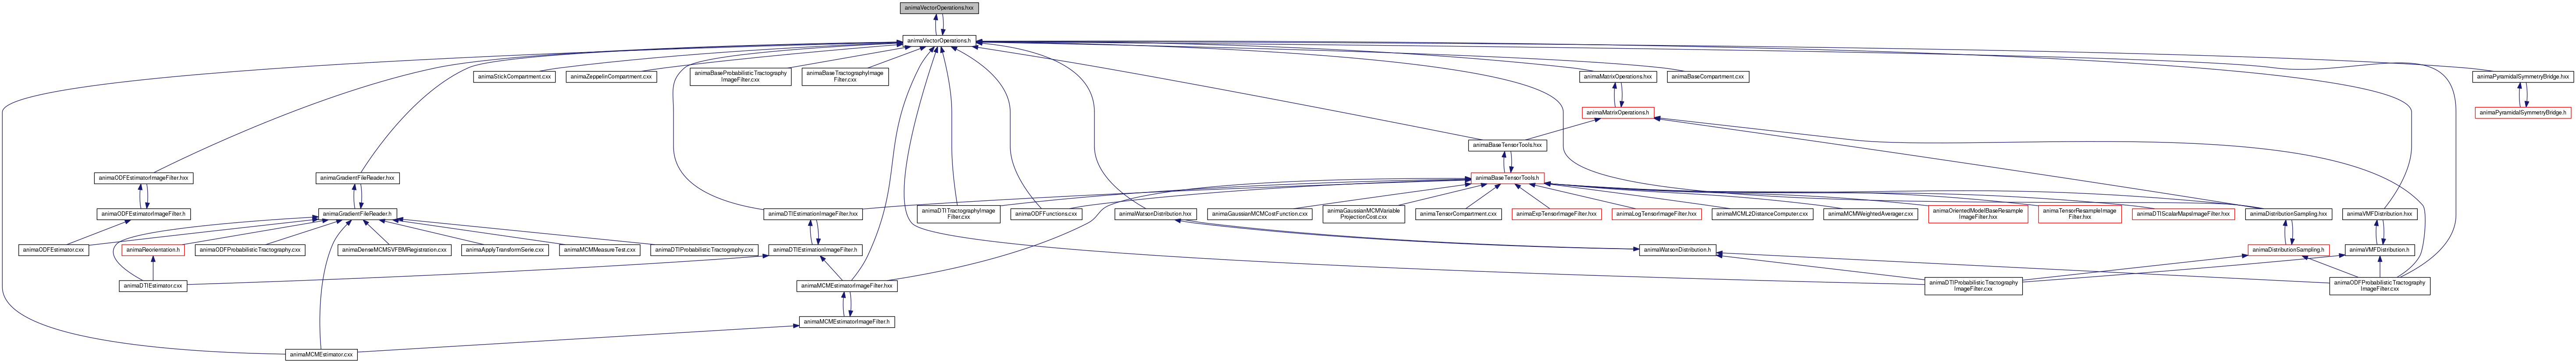 animaVectorOperations.hxx
animaVectorOperations.h
animaStickCompartment.cxx
animaZeppelinCompartment.cxx
animaBaseProbabilisticTractography
ImageFilter.cxx
animaBaseTractographyImage
Filter.cxx
animaMatrixOperations.hxx
animaBaseCompartment.cxx
animaPyramidalSymmetryBridge.hxx
animaMatrixOperations.h
animaPyramidalSymmetryBridge.h
animaBaseTensorTools.hxx
animaODFEstimatorImageFilter.hxx
animaGradientFileReader.hxx
animaBaseTensorTools.h
animaODFEstimatorImageFilter.h
animaGradientFileReader.h
animaDTIEstimationImageFilter.hxx
animaDTITractographyImage
Filter.cxx
animaODFFunctions.cxx
animaWatsonDistribution.hxx
animaGaussianMCMCostFunction.cxx
animaGaussianMCMVariable
ProjectionCost.cxx
animaTensorCompartment.cxx
animaExpTensorImageFilter.hxx
animaLogTensorImageFilter.hxx
animaMCML2DistanceComputer.cxx
animaMCMWeightedAverager.cxx
animaOrientedModelBaseResample
ImageFilter.hxx
animaTensorResampleImage
Filter.hxx
animaDTIScalarMapsImageFilter.hxx
animaDistributionSampling.hxx
animaVMFDistribution.hxx
animaODFEstimator.cxx
animaReorientation.h
animaODFProbabilisticTractography.cxx
animaDenseMCMSVFBMRegistration.cxx
animaApplyTransformSerie.cxx
animaMCMMeasureTest.cxx
animaDTIProbabilisticTractography.cxx
animaDTIEstimationImageFilter.h
animaWatsonDistribution.h
animaDistributionSampling.h
animaVMFDistribution.h
animaDTIEstimator.cxx
animaMCMEstimatorImageFilter.hxx
animaDTIProbabilisticTractography
ImageFilter.cxx
animaODFProbabilisticTractography
ImageFilter.cxx
animaMCMEstimatorImageFilter.h
animaMCMEstimator.cxx